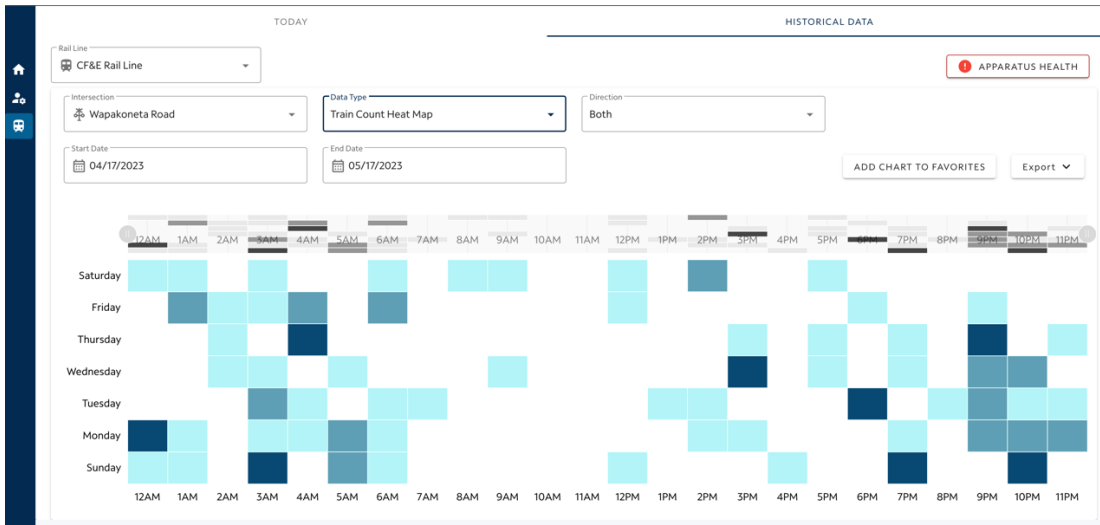 TODAY HISTORICAL DATA
Rail Line
CF&E Rail Line
APPARATUS HEALTH
Intersection Data Type Direction
Wapakoneta Road Train Count Heat Map Both
Start Date End Date
04/17/2023 05/17/2023 ADD CHART TO FAVORITES Export
12AM 1AM 2AM 3AM 4AM 5AM 6AM 7AM 8AM 9AM 10AM 11AM 12PM 1PM 2PM 3PM 4PM 5PM 6PM 7PM 8PM 9PM 10PM 11PM
Saturday
Friday
Thursday
Wednesday
Tuesday
Monday
Sunday
12AM 1AM 2AM 3AM 4AM 5AM 6AM 7AM 8AM 9AM 10AM 11AM 12PM 1PM 2PM 3PM 4PM 5PM 6PM 7PM 8PM 9PM 10PM 11PM